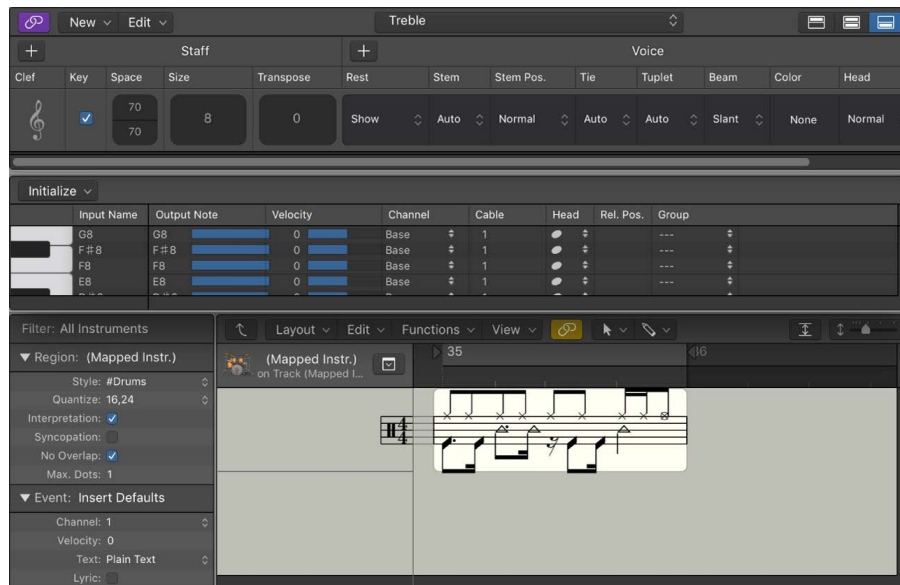 New Edit Treble
Staff Voice
Clef Key Space Size Transpose Rest Stem Stem Pos. Tie Tuplet Beam Color Head
70
8 0 Show Auto Normal Auto Auto Slant None Normal
70
Initialize
Input Name Output Note Velocity Channel Cable Head Rel. Pos. Group
G8 G8 0 Base 1 ---
F#8 F#8 0 Base 1 ---
F8 F8 0 Base 1 ---
E8 E8 0 Base 1 ---
Filter: All Instruments Layout Edit Functions View
Region: (Mapped Instr.) (Mapped Instr.) 35 36
on Track (Mapped I...
Style: #Drums
Quantize: 16,24
Interpretation:
Syncopation: 4
No Overlap: 4
Max. Dots: 1
Event: Insert Defaults
Channel: 1
Velocity: 0
Text: Plain Text
Lyric: